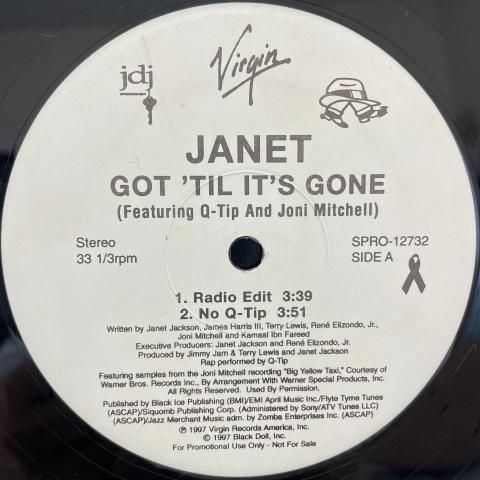 jdj
Virgin
JANET
GOT 'TIL IT'S GONE
(Featuring Q-Tip And Joni Mitchell)
Stereo
33 1/3rpm
SPRO-12732
SIDE A
1. Radio Edit 3:39
2. No Q-Tip 3:51
Written by Janet Jackson, James Harris III, Terry Lewis, René Elizondo, Jr.,
Joni Mitchell and Kamaal Ibn Fareed
Executive Producers: Janet Jackson and René Elizondo, Jr.
Produced by Jimmy Jam & Terry Lewis and Janet Jackson
Rap performed by Q-Tip
Featuring samples from the Joni Mitchell recording "Big Yellow Taxi," Courtesy of
Warner Bros. Records Inc., By Arrangement With Warner Special Products, Inc.
All Rights Reserved. Used By Permission.
Published by Black Ice Publishing (BMI)/EMI April Music Inc./Flyte Tyme Tunes
(ASCAP)/Siquomb Publishing Corp. (Administered by Sony/ATV Tunes LLC)
(ASCAP)/Jazz Merchant Music adm. by Zomba Enterprises Inc. (ASCAP)
℗ 1997 Virgin Records America, Inc.
© 1997 Black Doll, Inc.
For Promotional Use Only - Not For Sale